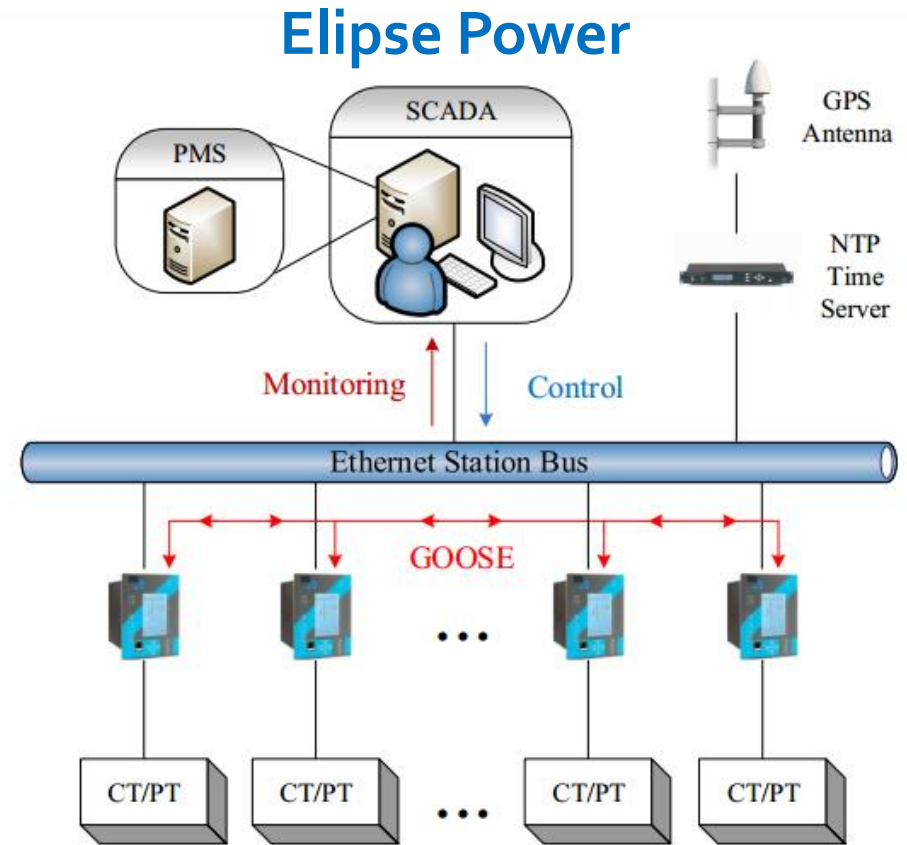 Elipse Power
SCADA
PMS
GPS
Antenna
NTP
Time
Server
Monitoring
Control
Ethernet Station Bus
GOOSE
...
CT/PT
CT/PT
...
CT/PT
CT/PT